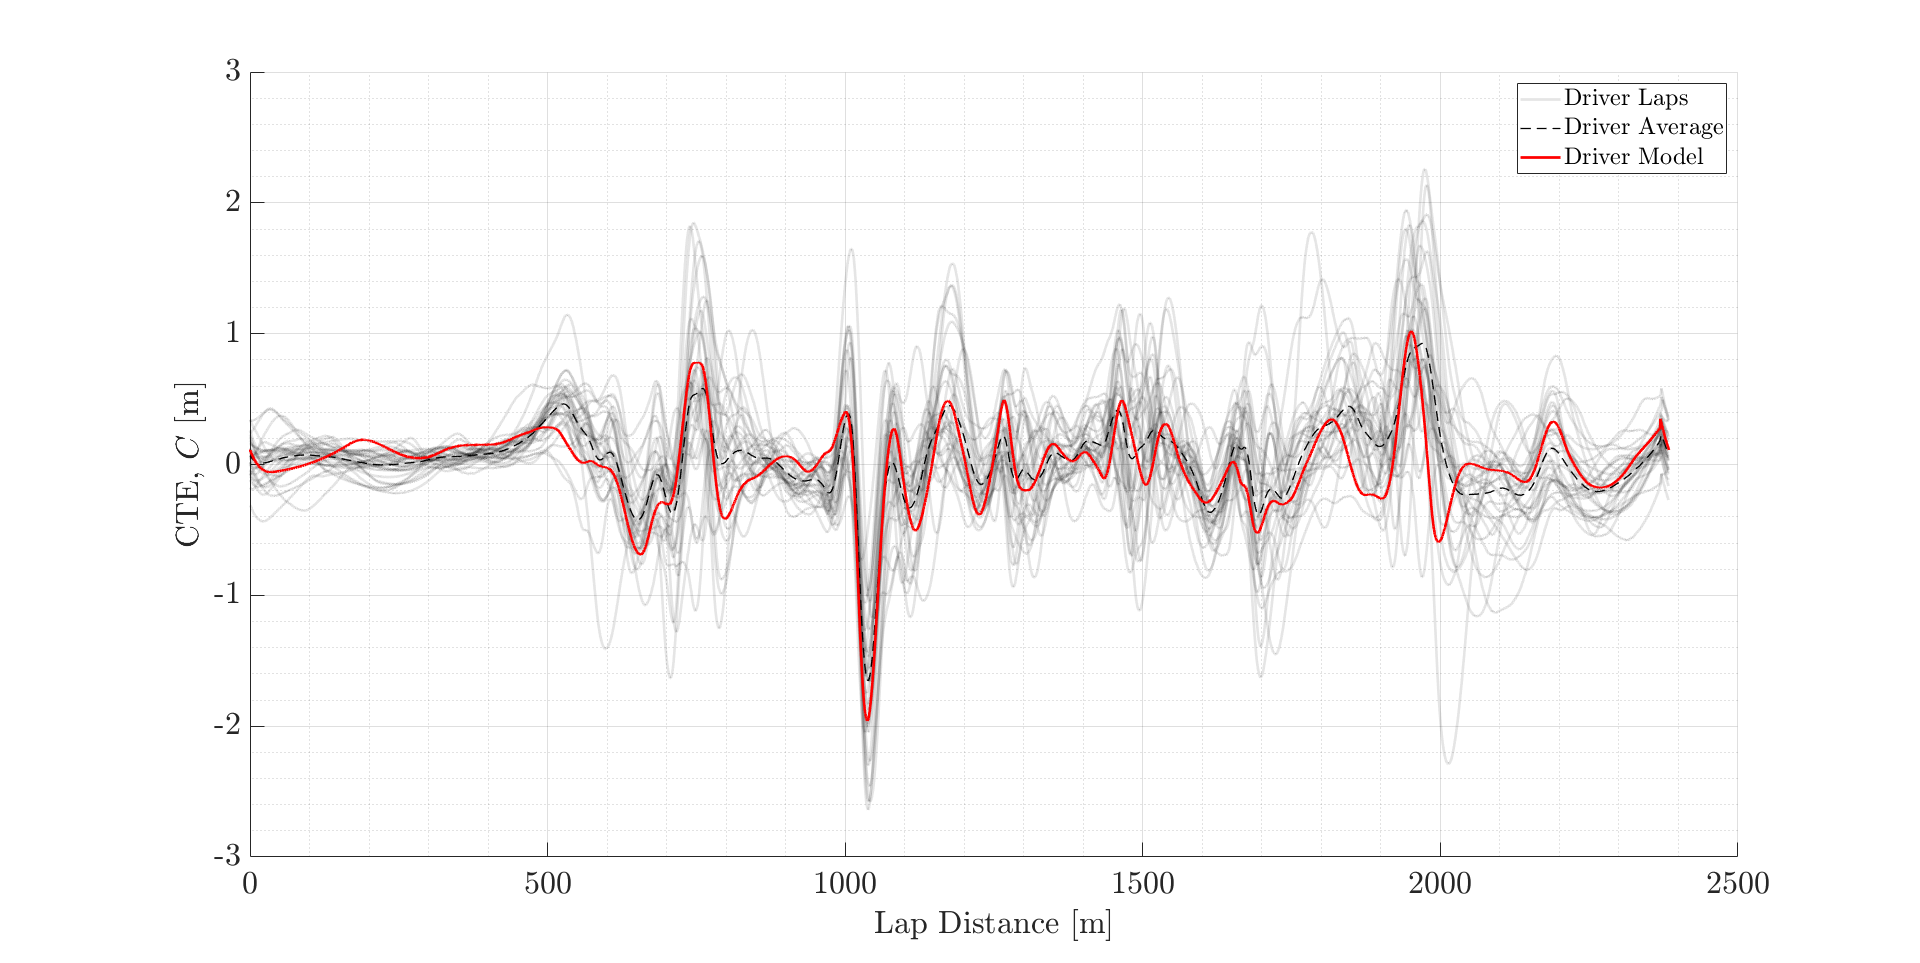 3
2
1
0
-1
-2
-3
CTE, C [m]
Driver Laps
Driver Average
Driver Model
0 500 1000 1500 2000 2500
Lap Distance [m]